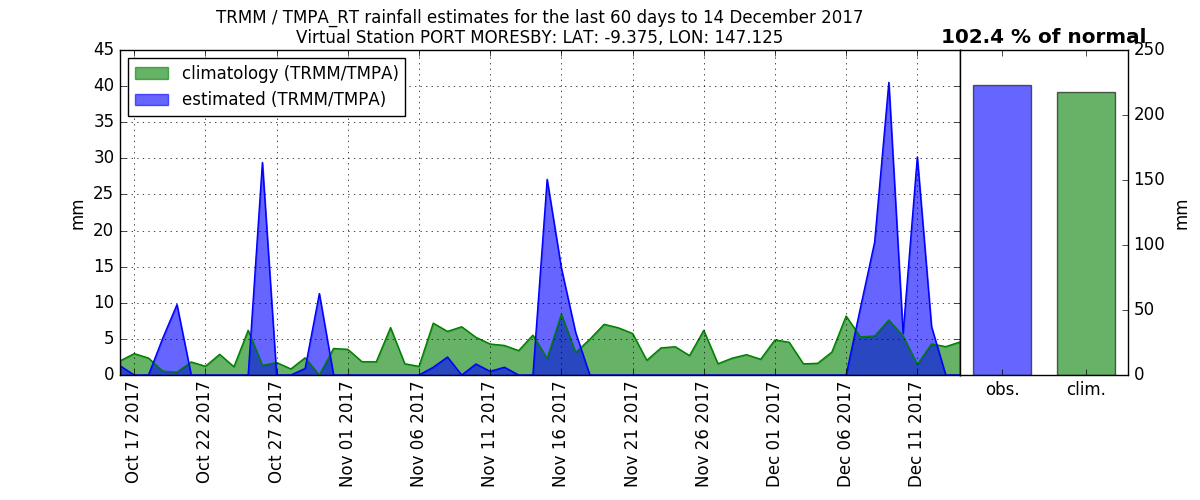 TRMM / TMPA_RT rainfall estimates for the last 60 days to 14 December 2017
Virtual Station PORT MORESBY: LAT: -9.375, LON: 147.125
102.4 % of normal
climatology (TRMM/TMPA)
estimated (TRMM/TMPA)
45
40
35
30
25
20
15
10
5
0
mm
Oct 17 2017
Oct 22 2017
Oct 27 2017
Nov 01 2017
Nov 06 2017
Nov 11 2017
Nov 16 2017
Nov 21 2017
Nov 26 2017
Dec 01 2017
Dec 06 2017
Dec 11 2017
obs.
clim.
250
200
150
100
50
0
mm